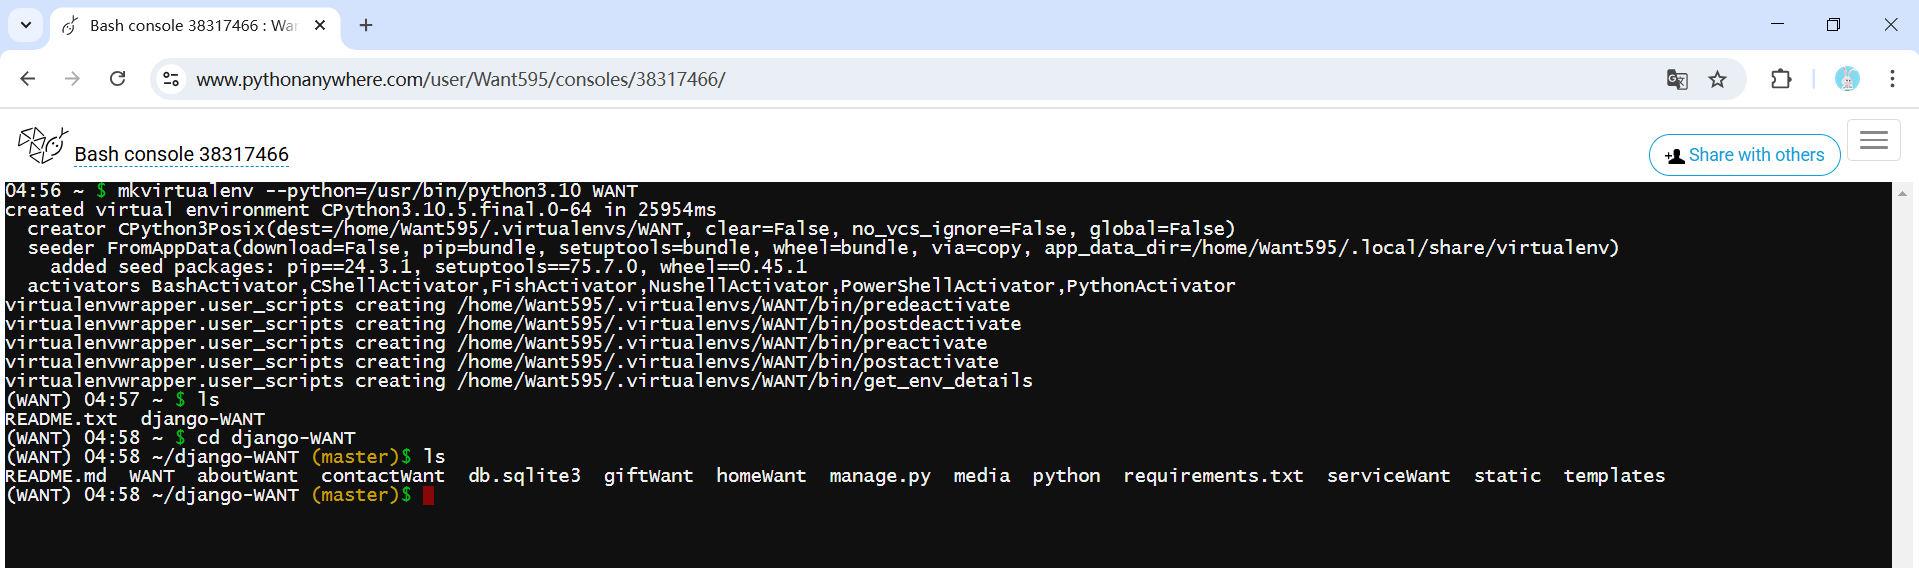 Bash console 38317466 : Wa
www.pythonanywhere.com/user/Want595/consoles/38317466/
Bash console 38317466
Share with others
04:56 ~ $ mkvirtualenv --python=/usr/bin/python3.10 WANT
created virtual environment CPython3.10.5.final.0-64 in 25954ms
  creator CPython3Posix(dest=/home/Want595/.virtualenvs/WANT, clear=False, no_vcs_ignore=False, global=False)
  seeder FromAppData(download=False, pip=bundle, setuptools=bundle, wheel=bundle, via=copy, app_data_dir=/home/Want595/.local/share/virtualenv)
    added seed packages: pip==24.3.1, setuptools==75.7.0, wheel==0.45.1
  activators BashActivator,CShellActivator,FishActivator,NushellActivator,PowerShellActivator,PythonActivator
virtualenvwrapper.user_scripts creating /home/Want595/.virtualenvs/WANT/bin/predeactivate
virtualenvwrapper.user_scripts creating /home/Want595/.virtualenvs/WANT/bin/postdeactivate
virtualenvwrapper.user_scripts creating /home/Want595/.virtualenvs/WANT/bin/preactivate
virtualenvwrapper.user_scripts creating /home/Want595/.virtualenvs/WANT/bin/postactivate
virtualenvwrapper.user_scripts creating /home/Want595/.virtualenvs/WANT/bin/get_env_details
(WANT) 04:57 ~ $ ls
README.txt  django-WANT
(WANT) 04:58 ~ $ cd django-WANT
(WANT) 04:58 ~/django-WANT (master)$ ls
README.md  WANT  aboutWant  contactWant  db.sqlite3  giftWant  homeWant  manage.py  media  python  requirements.txt  serviceWant  static  templates
(WANT) 04:58 ~/django-WANT (master)$